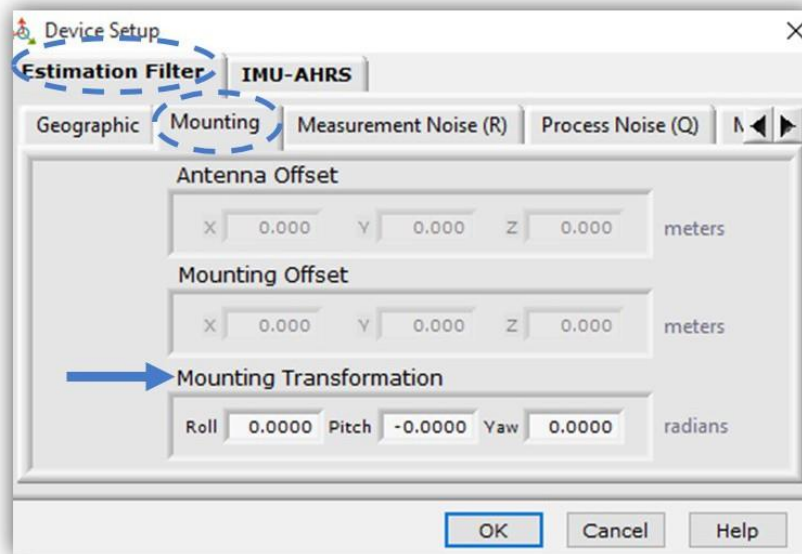 Device Setup
Estimation Filter IMU-AHRS
Geographic Mounting Measurement Noise (R) Process Noise (Q)
Antenna Offset
X 0.000 Y 0.000 Z 0.000 meters
Mounting Offset
X 0.000 Y 0.000 Z 0.000 meters
Mounting Transformation
Roll 0.0000 Pitch -0.0000 Yaw 0.0000 radians
OK Cancel Help